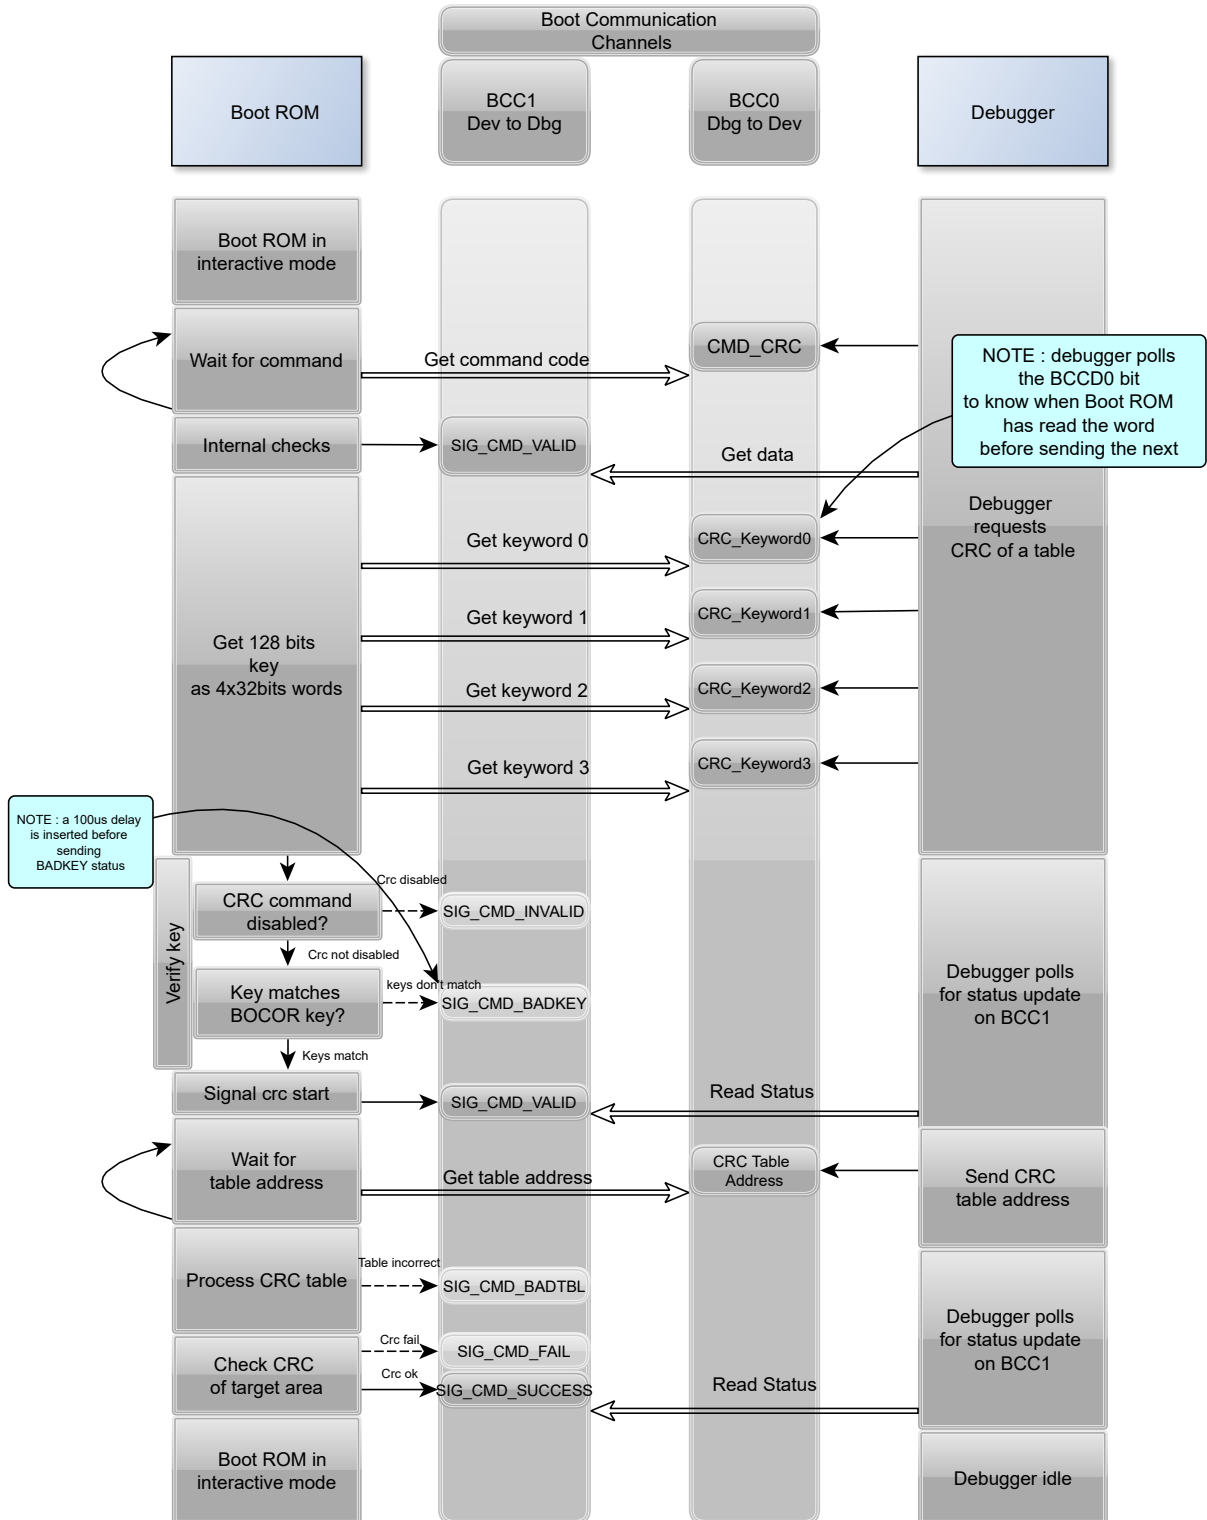 Boot Communication
Channels
Boot ROM
BCC1
Dev to Dbg
BCC0
Dbg to Dev
Debugger
Boot ROM in
interactive mode
Wait for command
Get command code
CMD_CRC
NOTE : debugger polls
the BCCD0 bit
to know when Boot ROM
has read the word
before sending the next
Internal checks
SIG_CMD_VALID
Get data
Debugger
requests
CRC of a table
Get keyword 0
CRC_Keyword0
Get keyword 1
CRC_Keyword1
Get 128 bits
key
as 4x32bits words
Get keyword 2
CRC_Keyword2
Get keyword 3
CRC_Keyword3
NOTE : a 100us delay
is inserted before
sending
BADKEY status
Verify key
CRC command
disabled?
Crc disabled
SIG_CMD_INVALID
Crc not disabled
Key matches
BOCOR key?
keys don't match
SIG_CMD_BADKEY
Debugger polls
for status update
on BCC1
Keys match
Signal crc start
SIG_CMD_VALID
Read Status
Wait for
table address
Get table address
CRC Table
Address
Send CRC
table address
Process CRC table
Table incorrect
SIG_CMD_BADTBL
Debugger polls
for status update
on BCC1
Check CRC
of target area
Crc fail
SIG_CMD_FAIL
Crc ok
SIG_CMD_SUCCESS
Read Status
Boot ROM in
interactive mode
Debugger idle